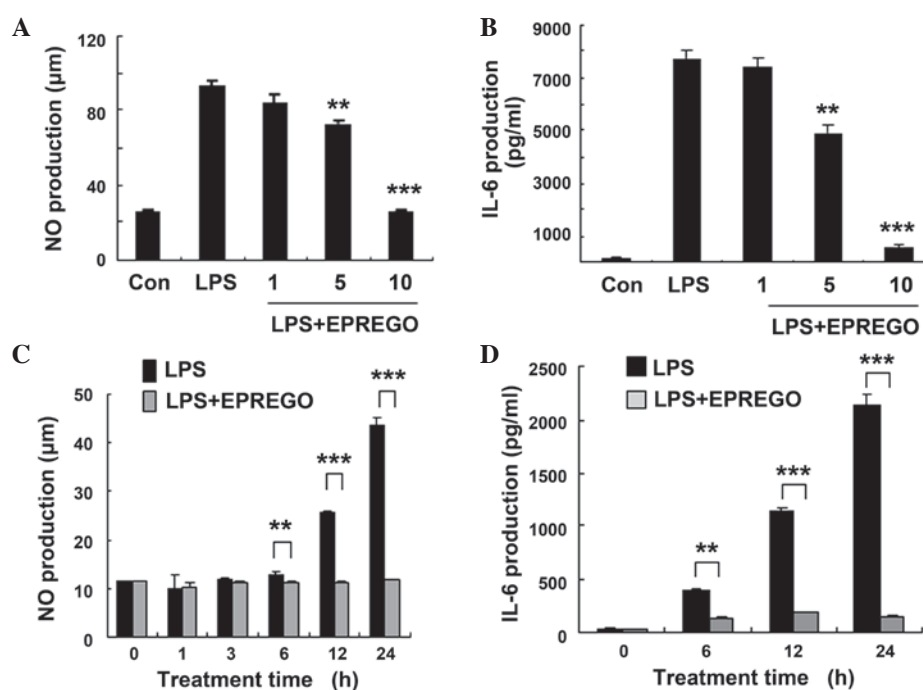 A
NO production (µm)
120
80
60
20
0
**
***
Con LPS 1 5 10
LPS+EPREGO
B
IL-6 production
(pg/ml)
9000
7000
5000
3000
1000
**
***
Con LPS 1 5 10
LPS+EPREGO
C
LPS
LPS+EPREGO
NO production (µm)
50
40
30
20
10
0
**
***
***
0 1 3 6 12 24
Treatment time (h)
D
LPS
LPS+EPREGO
IL-6 production (pg/ml)
2500
2000
1500
1000
500
0
**
***
***
0 6 12 24
Treatment time (h)